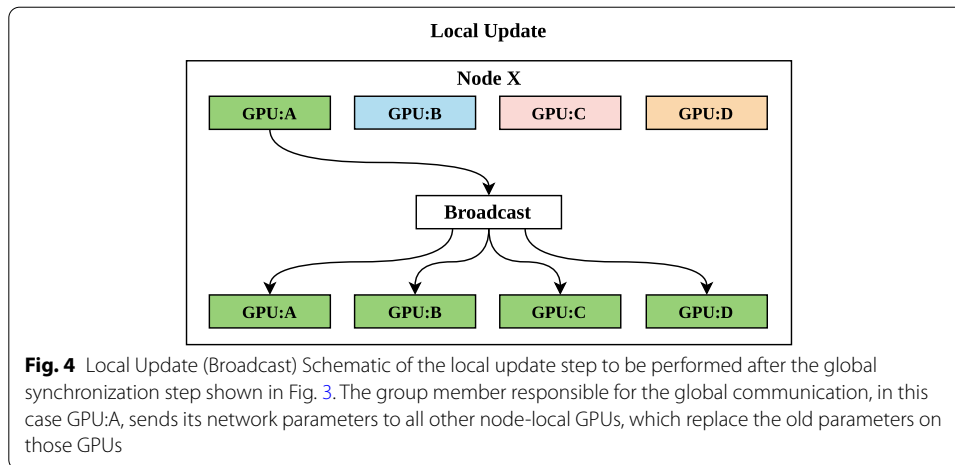 Local Update
Node X
GPU:A GPU:B GPU:C GPU:D
Broadcast
GPU:A GPU:B GPU:C GPU:D
Fig. 4 Local Update (Broadcast) Schematic of the local update step to be performed after the global
synchronization step shown in Fig. 3. The group member responsible for the global communication, in this
case GPU:A, sends its network parameters to all other node-local GPUs, which replace the old parameters on
those GPUs